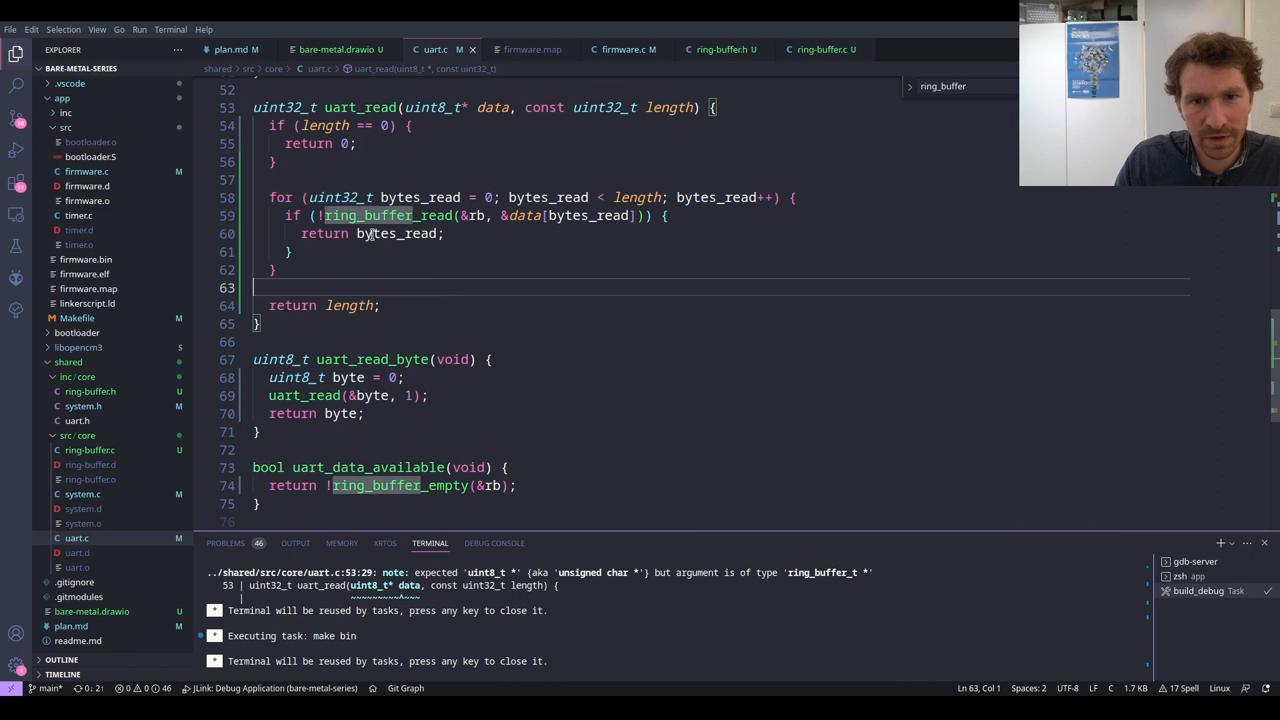 File Edit Selection View Go Run Terminal Help
EXPLORER
plan.md M
bare-metal.drawio U
uart.c M
firmware.map
firmware.c M
ring-buffer.h U
ring-buffer.c U
BARE-METAL-SERIES
shared > src > core > uart.c > uart_read(uint8_t *, const uint32_t)
ring_buffer
.vscode
app
inc
src
bootloader.o
bootloader.S
firmware.c M
firmware.d
firmware.o
timer.c
timer.d
timer.o
firmware.bin
firmware.elf
firmware.map
linkerscript.ld
Makefile M
bootloader
libopencm3
shared
inc/core
ring-buffer.h U
system.h M
uart.h
src/core
ring-buffer.c U
ring-buffer.d
ring-buffer.o
system.c M
system.d
system.o
uart.c M
uart.d
uart.o
.gitignore
.gitmodules
bare-metal.drawio U
plan.md M
readme.md
OUTLINE
TIMELINE
52
53 uint32_t uart_read(uint8_t* data, const uint32_t length) {
54 if (length == 0) {
55 return 0;
56 }
57
58 for (uint32_t bytes_read = 0; bytes_read < length; bytes_read++) {
59 if (!ring_buffer_read(&rb, &data[bytes_read])) {
60 return bytes_read;
61 }
62 }
63
64 return length;
65 }
66
67 uint8_t uart_read_byte(void) {
68 uint8_t byte = 0;
69 uart_read(&byte, 1);
70 return byte;
71 }
72
73 bool uart_data_available(void) {
74 return !ring_buffer_empty(&rb);
75 }
76
PROBLEMS 46 OUTPUT MEMORY XRTOS TERMINAL DEBUG CONSOLE
../shared/src/core/uart.c:53:29: note: expected 'uint8_t *' {aka 'unsigned char *'} but argument is of type 'ring_buffer_t *'
53 | uint32_t uart_read(uint8_t* data, const uint32_t length) {
| ~~~~~~~~~^~~~
* Terminal will be reused by tasks, press any key to close it.
* Executing task: make bin
* Terminal will be reused by tasks, press any key to close it.
gdb-server
zsh app
build_debug Task
main* 0↓ 2↑ 0 0 46 JLink: Debug Application (bare-metal-series) Git Graph
Ln 63, Col 1 Spaces: 2 UTF-8 LF C 1.7 KB 17 Spell Linux